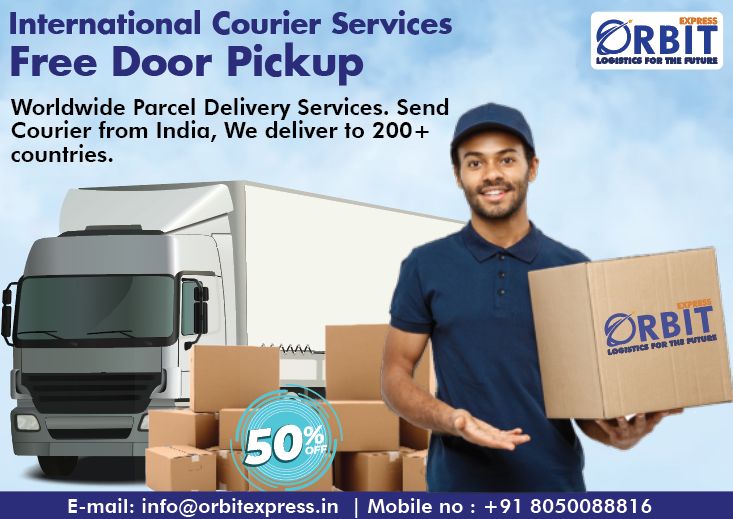 International Courier Services
Free Door Pickup
EXPRESS
ORBIT
LOGISTICS FOR THE FUTURE
Worldwide Parcel Delivery Services. Send
Courier from India, We deliver to 200+
countries.
EXPRESS
ORBIT
LOGISTICS FOR THE FUTURE
50%
OFF
E-mail: info@orbitexpress.in | Mobile no : +91 8050088816